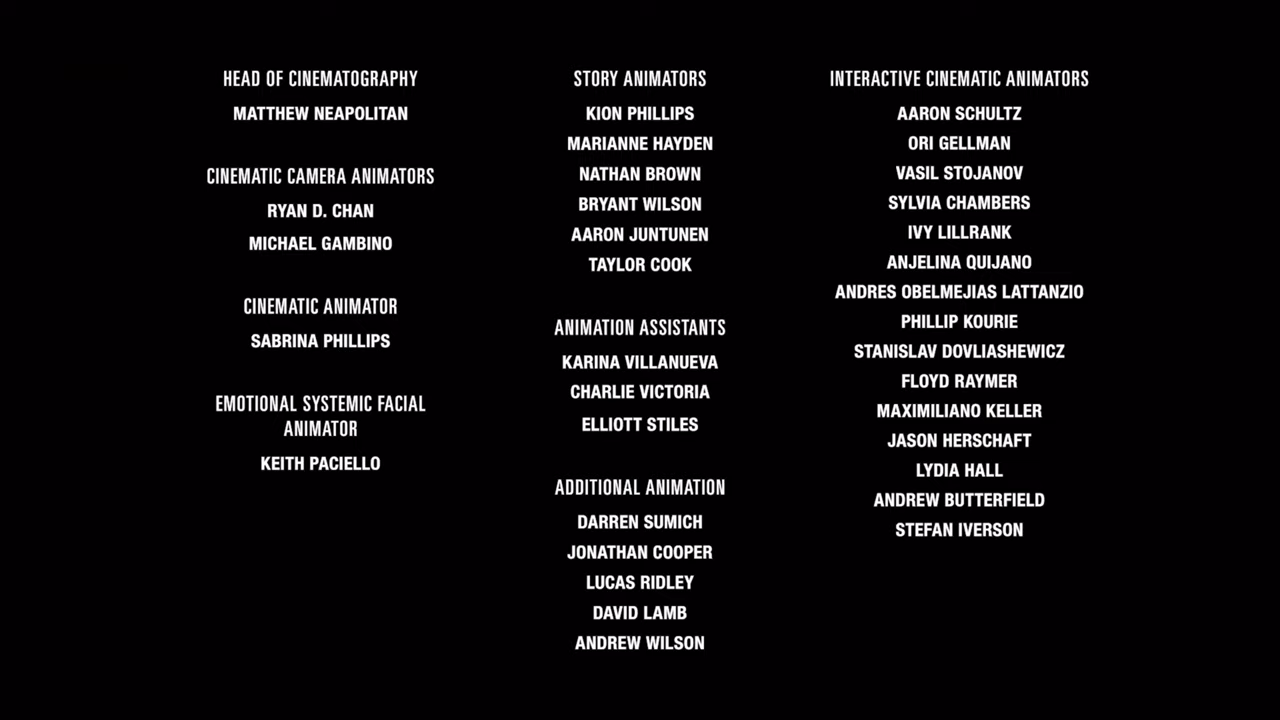 HEAD OF CINEMATOGRAPHY
MATTHEW NEAPOLITAN
CINEMATIC CAMERA ANIMATORS
RYAN D. CHAN
MICHAEL GAMBINO
CINEMATIC ANIMATOR
SABRINA PHILLIPS
EMOTIONAL SYSTEMIC FACIAL
ANIMATOR
KEITH PACIELLO
STORY ANIMATORS
KION PHILLIPS
MARIANNE HAYDEN
NATHAN BROWN
BRYANT WILSON
AARON JUNTUNEN
TAYLOR COOK
ANIMATION ASSISTANTS
KARINA VILLANUEVA
CHARLIE VICTORIA
ELLIOTT STILES
ADDITIONAL ANIMATION
DARREN SUMICH
JONATHAN COOPER
LUCAS RIDLEY
DAVID LAMB
ANDREW WILSON
INTERACTIVE CINEMATIC ANIMATORS
AARON SCHULTZ
ORI GELLMAN
VASIL STOJANOV
SYLVIA CHAMBERS
IVY LILLRANK
ANJELINA QUIJANO
ANDRES OBELMEJIAS LATTANZIO
PHILLIP KOURIE
STANISLAV DOVLIASHEWICZ
FLOYD RAYMER
MAXIMILIANO KELLER
JASON HERSCHAFT
LYDIA HALL
ANDREW BUTTERFIELD
STEFAN IVERSON